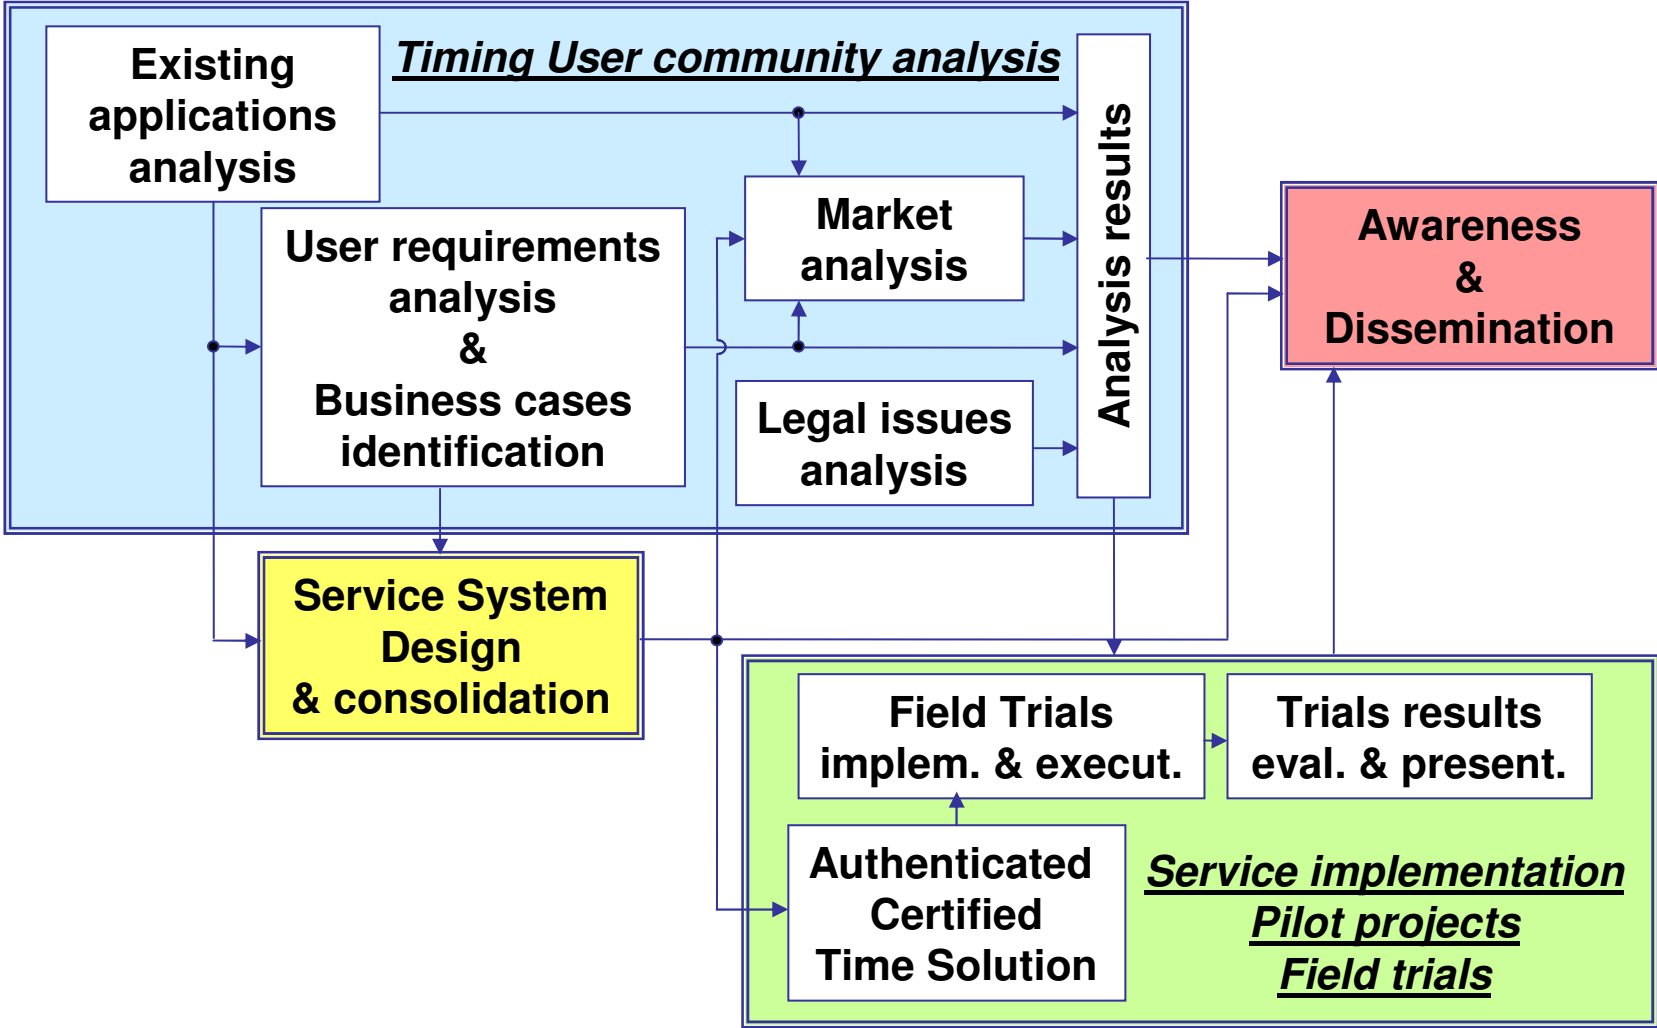 Existing
applications
analysis
Timing User community analysis
User requirements
analysis
&
Business cases
identification
Market
analysis
Legal issues
analysis
Analysis results
Awareness
&
Dissemination
Service System
Design
& consolidation
Field Trials
implem. & execut.
Trials results
eval. & present.
Authenticated
Certified
Time Solution
Service implementation
Pilot projects
Field trials